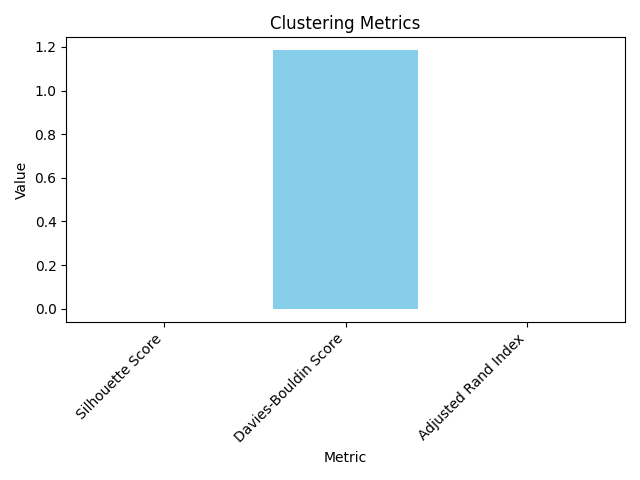 Clustering Metrics
Value
1.2
1.0
0.8
0.6
0.4
0.2
0.0
Silhouette Score
Davies-Bouldin Score
Adjusted Rand Index
Metric